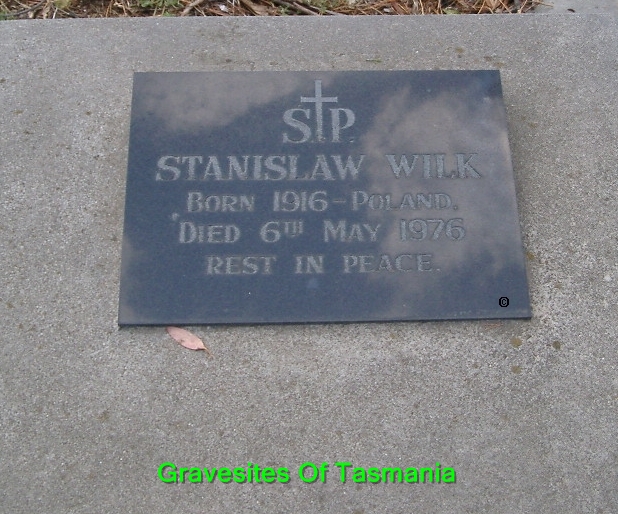 S.P.
STANISLAW WILK
BORN 1916-POLAND.
DIED 6TH MAY 1976
REST IN PEACE.
©
Gravesites Of Tasmania